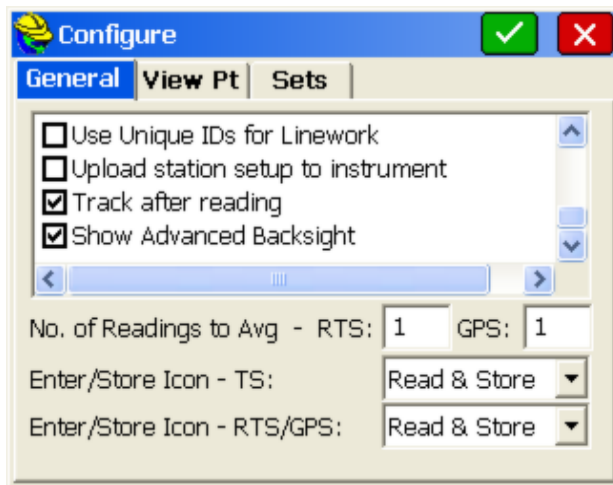 Configure
General View Pt Sets
Use Unique IDs for Linework
Upload station setup to instrument
Track after reading
Show Advanced Backsight
No. of Readings to Avg - RTS: 1 GPS: 1
Enter/Store Icon - TS: Read & Store
Enter/Store Icon - RTS/GPS: Read & Store